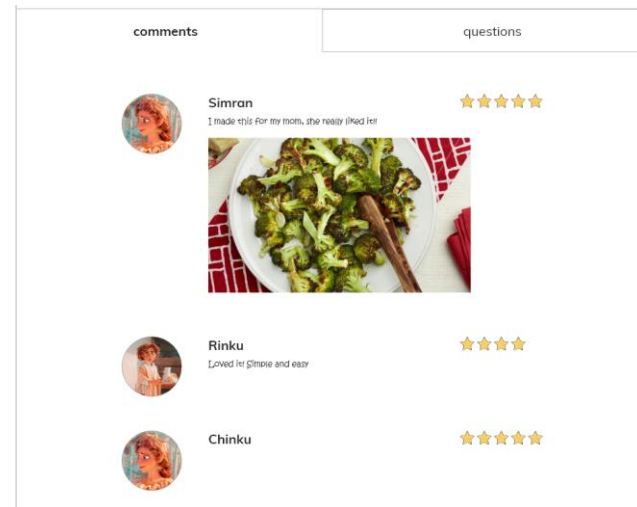 comments
questions
Simran
I made this for my mom, she really liked it!!
Rinku
Loved it! Simple and easy
Chinku